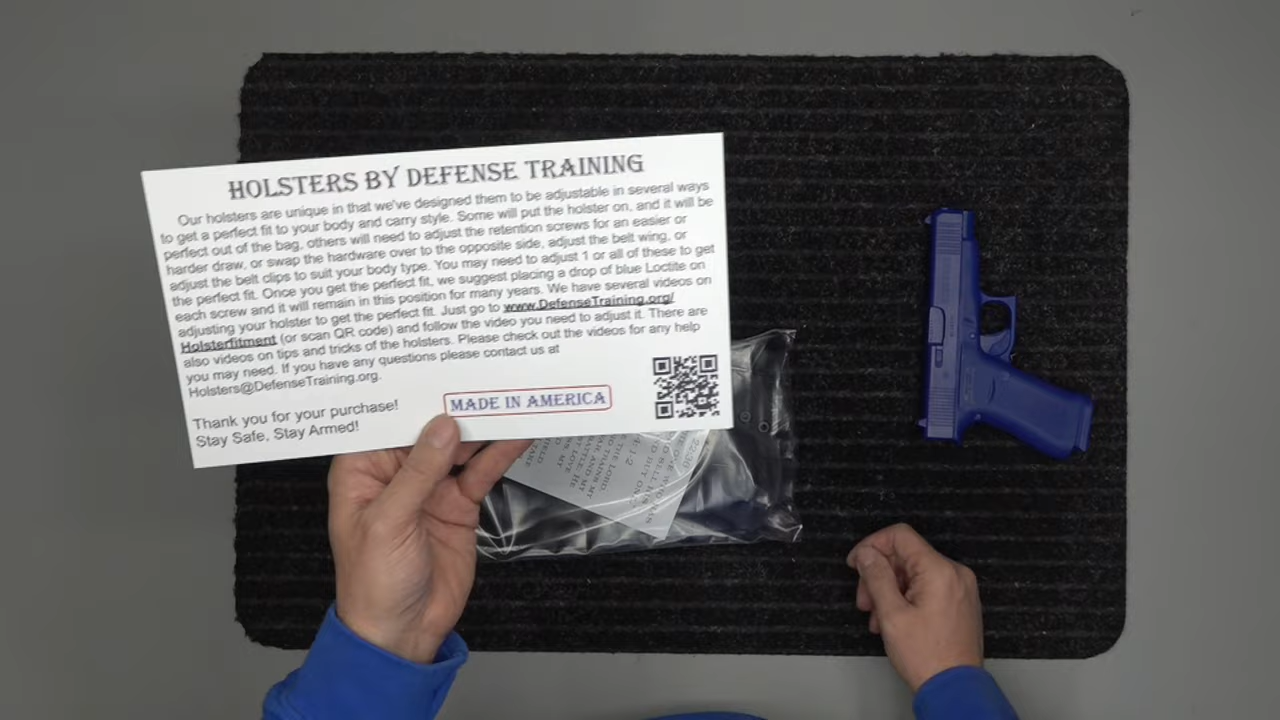 HOLSTERS BY DEFENSE TRAINING
Our holsters are unique in that we've designed them to be adjustable in several ways
to get a perfect fit to your body and carry style. Some will put the holster on, and it will be
perfect out of the bag, others will need to adjust the retention screws for an easier or
harder draw, or swap the hardware over to the opposite side, adjust the belt wing, or
adjust the belt clips to suit your body type. You may need to adjust 1 or all of these to get
the perfect fit. Once you get the perfect fit, we suggest placing a drop of blue Loctite on
each screw and it will remain in this position for many years. We have several videos on
adjusting your holster to get the perfect fit. Just go to www.DefenseTraining.org/
Holsterfitment (or scan QR code) and follow the video you need to adjust it. There are
also videos on tips and tricks of the holsters. Please check out the videos for any help
you may need. If you have any questions please contact us at
Holsters@DefenseTraining.org.
Thank you for your purchase!
Stay Safe, Stay Armed!
MADE IN AMERICA
THE LORD
TRAINS MY
AND MY